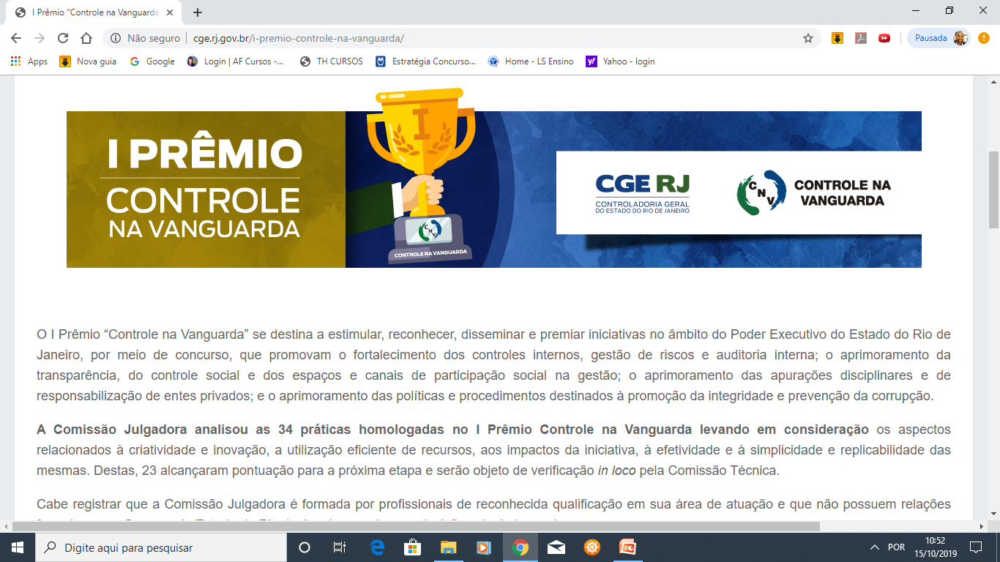 I Prêmio “Controle na Vanguarda
Não seguro
cge.rj.gov.br/i-premio-controle-na-vanguarda/
Pausada
Apps
Nova guia
Google
Login | AF Cursos -...
TH CURSOS
Estratégia Concurso...
Home - LS Ensino
Yahoo - login
I PRÊMIO
CONTROLE
NA VANGUARDA
I
CNV
CONTROLE NA VANGUARDA
CGE RJ
CONTROLADORIA GERAL
DO ESTADO DO RIO DE JANEIRO
CNV
CONTROLE NA
VANGUARDA
O I Prêmio “Controle na Vanguarda” se destina a estimular, reconhecer, disseminar e premiar iniciativas no âmbito do Poder Executivo do Estado do Rio de
Janeiro, por meio de concurso, que promovam o fortalecimento dos controles internos, gestão de riscos e auditoria interna; o aprimoramento da
transparência, do controle social e dos espaços e canais de participação social na gestão; o aprimoramento das apurações disciplinares e de
responsabilização de entes privados; e o aprimoramento das políticas e procedimentos destinados à promoção da integridade e prevenção da corrupção.
A Comissão Julgadora analisou as 34 práticas homologadas no I Prêmio Controle na Vanguarda levando em consideração os aspectos
relacionados à criatividade e inovação, a utilização eficiente de recursos, aos impactos da iniciativa, à efetividade e à simplicidade e replicabilidade das
mesmas. Destas, 23 alcançaram pontuação para a próxima etapa e serão objeto de verificação in loco pela Comissão Técnica.
Cabe registrar que a Comissão Julgadora é formada por profissionais de reconhecida qualificação em sua área de atuação e que não possuem relações
Digite aqui para pesquisar
POR
10:52
15/10/2019